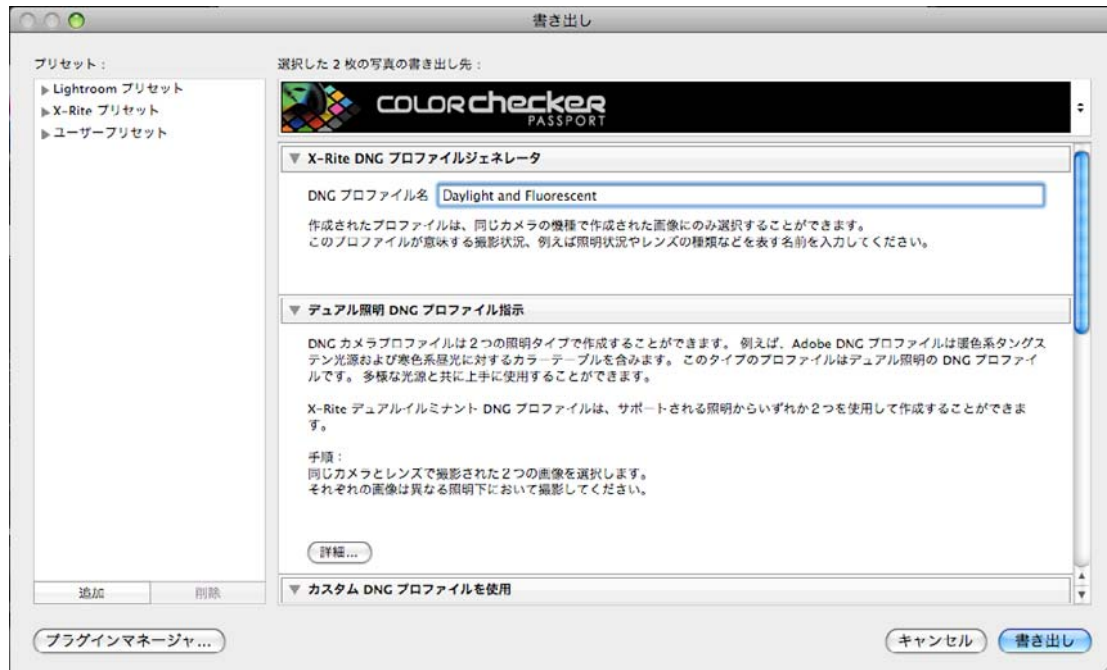 書き出し
プリセット：
Lightroom プリセット
X-Rite プリセット
ユーザープリセット
追加
削除
選択した 2 枚の写真の書き出し先：
COLOR checker
PASSPORT
X-Rite DNG プロファイルジェネレータ
DNG プロファイル名 Daylight and Fluorescent
作成されたプロファイルは、同じカメラの機種で作成された画像にのみ選択することができます。
このプロファイルが意味する撮影状況、例えば照明状況やレンズの種類などを表す名前を入力してください。
デュアル照明 DNG プロファイル指示
DNG カメラプロファイルは２つの照明タイプで作成することができます。 例えば、Adobe DNG プロファイルは暖色系タングス
テン光源および寒色系昼光に対するカラーテーブルを含みます。 このタイプのプロファイルはデュアル照明の DNG プロファイ
ルです。 多様な光源と共に上手に使用することができます。
X-Rite デュアルイルミナント DNG プロファイルは、サポートされる照明からいずれか２つを使用して作成することができま
す。
手順：
同じカメラとレンズで撮影された２つの画像を選択します。
それぞれの画像は異なる照明下において撮影してください。
詳細...
カスタム DNG プロファイルを使用
プラグインマネージャ...
キャンセル
書き出し